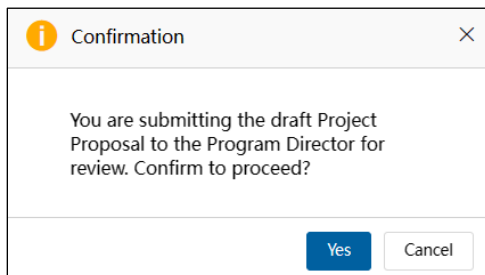 Confirmation
You are submitting the draft Project
Proposal to the Program Director for
review. Confirm to proceed?
Yes
Cancel